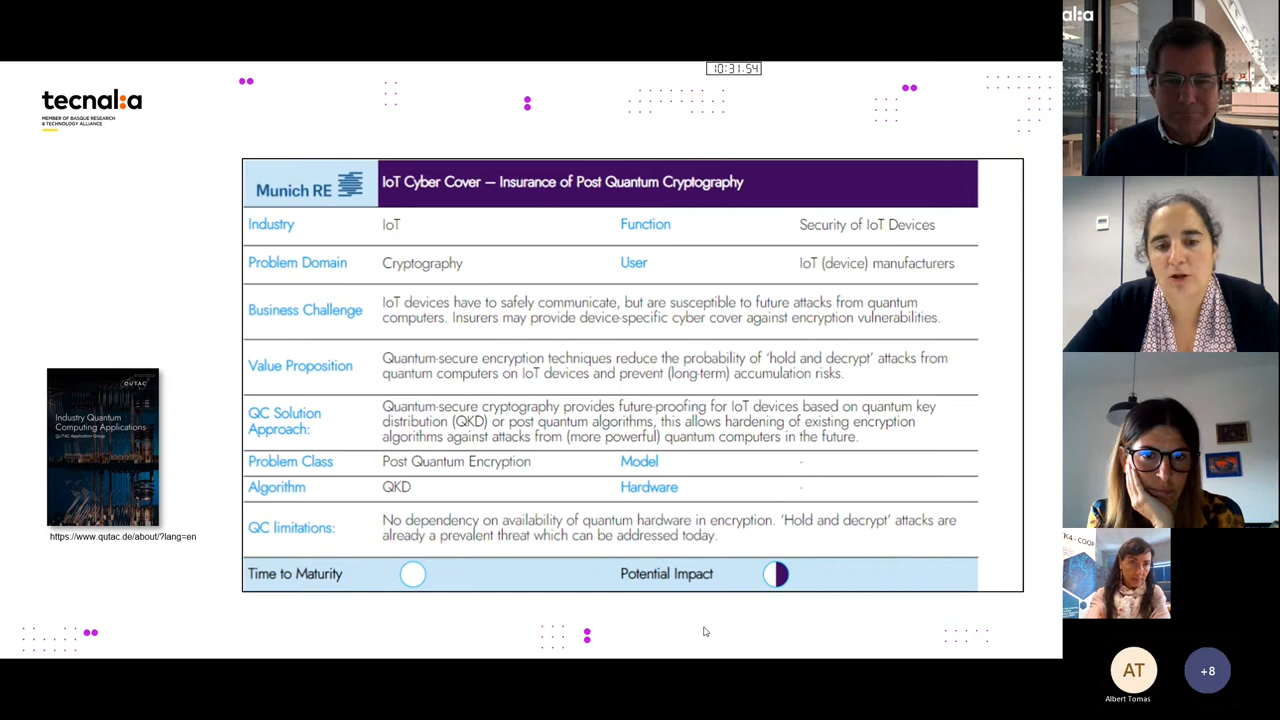 10:31.54
tecnal:a
MEMBER OF BASQUE RESEARCH
& TECHNOLOGY ALLIANCE
Munich RE
IoT Cyber Cover – Insurance of Post Quantum Cryptography
Industry IoT Function Security of IoT Devices
Problem Domain Cryptography User IoT (device) manufacturers
Business Challenge
IoT devices have to safely communicate, but are susceptible to future attacks from quantum
computers. Insurers may provide device-specific cyber cover against encryption vulnerabilities.
Value Proposition
Quantum-secure encryption techniques reduce the probability of 'hold and decrypt' attacks from
quantum computers on IoT devices and prevent (long-term) accumulation risks.
QC Solution
Approach:
Quantum-secure cryptography provides future-proofing for IoT devices based on quantum key
distribution (QKD) or post quantum algorithms, this allows hardening of existing encryption
algorithms against attacks from (more powerful) quantum computers in the future.
Problem Class Post Quantum Encryption Model -
Algorithm QKD Hardware -
QC limitations:
No dependency on availability of quantum hardware in encryption. 'Hold and decrypt' attacks are
already a prevalent threat which can be addressed today.
Time to Maturity Potential Impact
QUTAC
Industry Quantum
Computing Applications
QUTAC Application Group
https://www.qutac.de/about/?lang=en
al:a
K4 - COOP
AT
Albert Tomas
+8